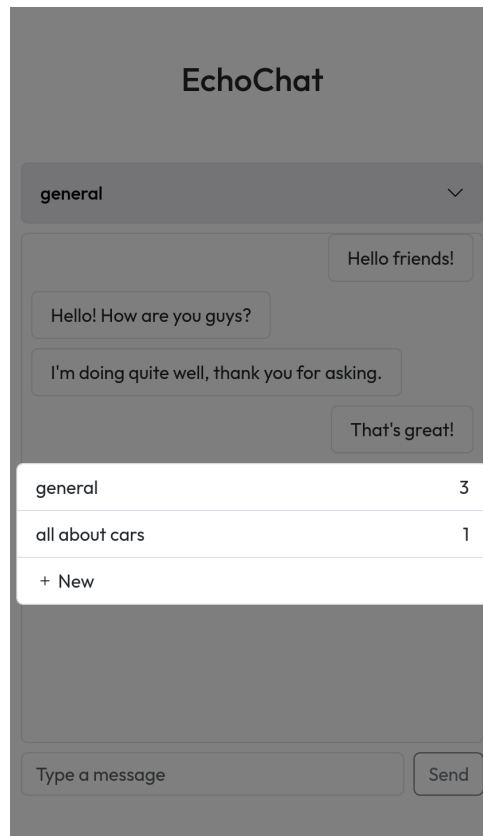 EchoChat
general
Hello friends!
Hello! How are you guys?
I'm doing quite well, thank you for asking.
That's great!
general 3
all about cars 1
+ New
Type a message Send